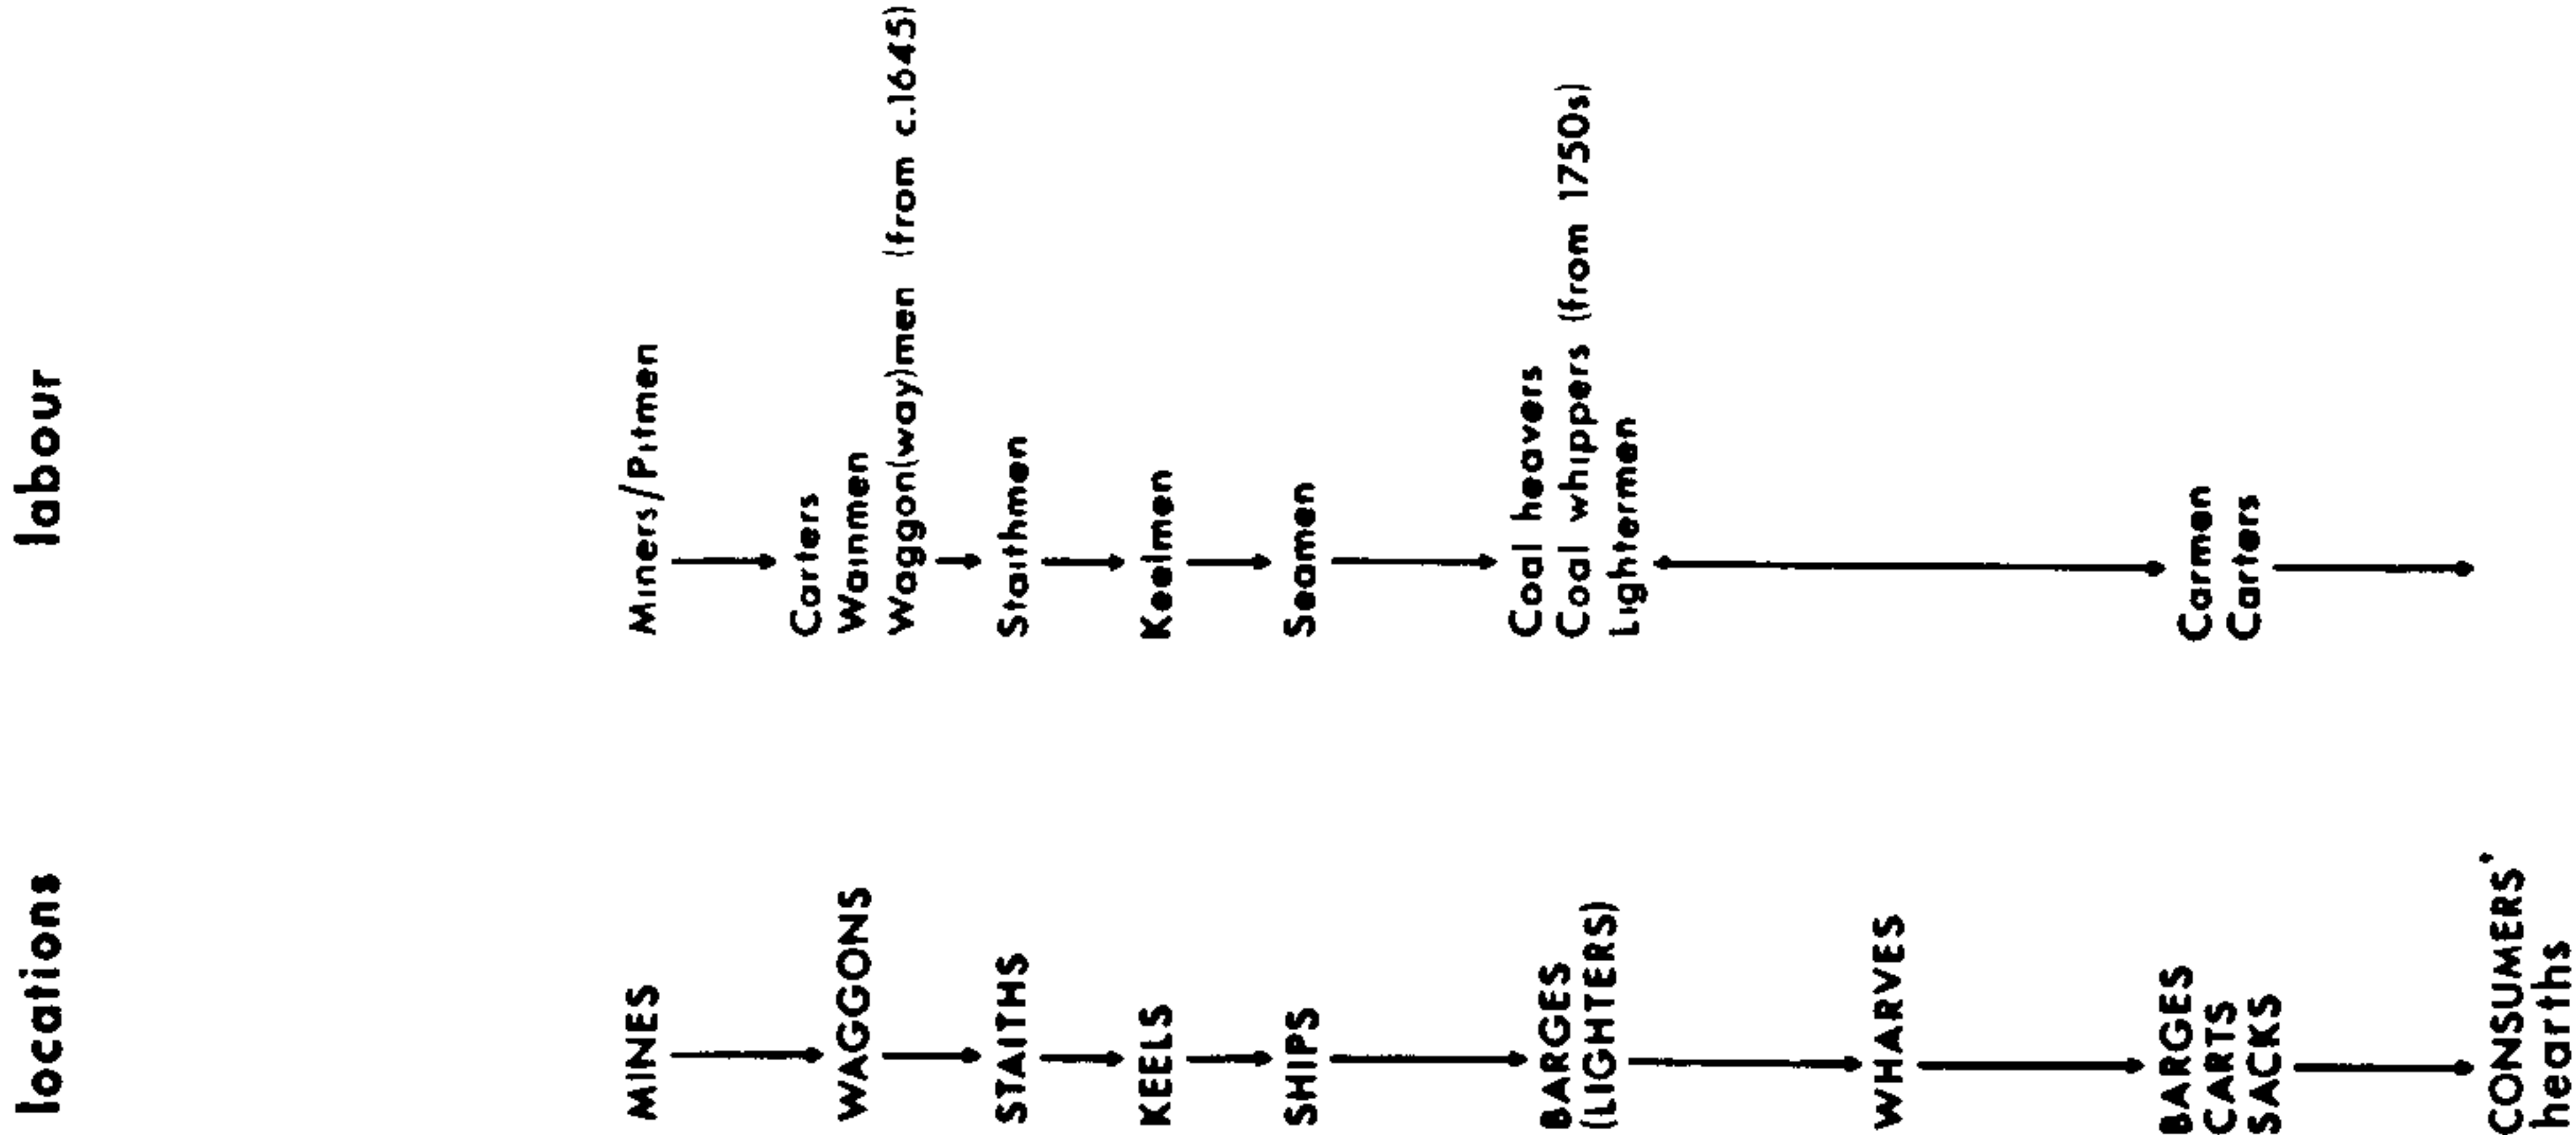 locations
labour
MINES
Miners/Pitmen
WAGGONS
Carters
Wainmen
Waggon(way)men (from c.1645)
STAITHS
Staithmen
KEELS
Keelmen
SHIPS
Seamen
BARGES
(LIGHTERS)
Coal heavers
Coal whippers (from 1750s)
Lightermen
WHARVES
BARGES
CARTS
SACKS
Carmen
Carters
CONSUMERS'
hearths